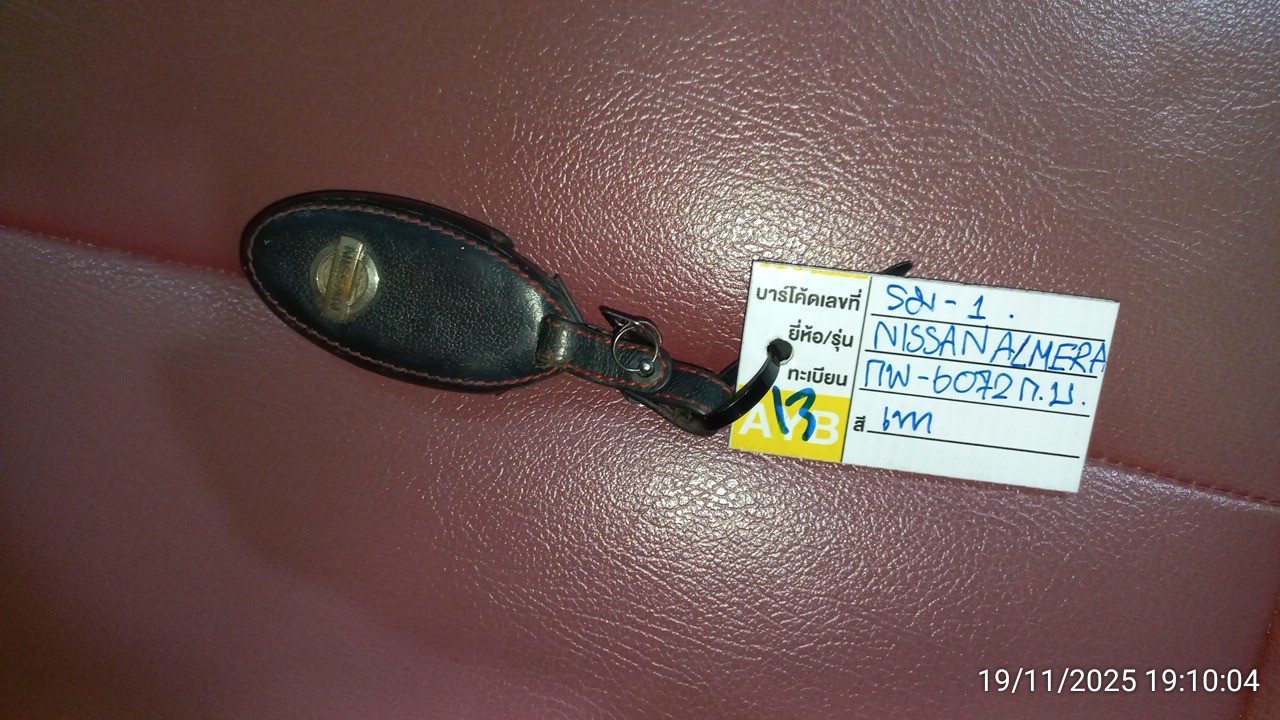 NISSAN
บาร์โค้ดเลขที่ รม - 1 .
ยี่ห้อ/รุ่น NISSAN ALMERA
ทะเบียน กพ - 6072 ก.บ.
AYB 13
สี เทา
19/11/2025 19:10:04